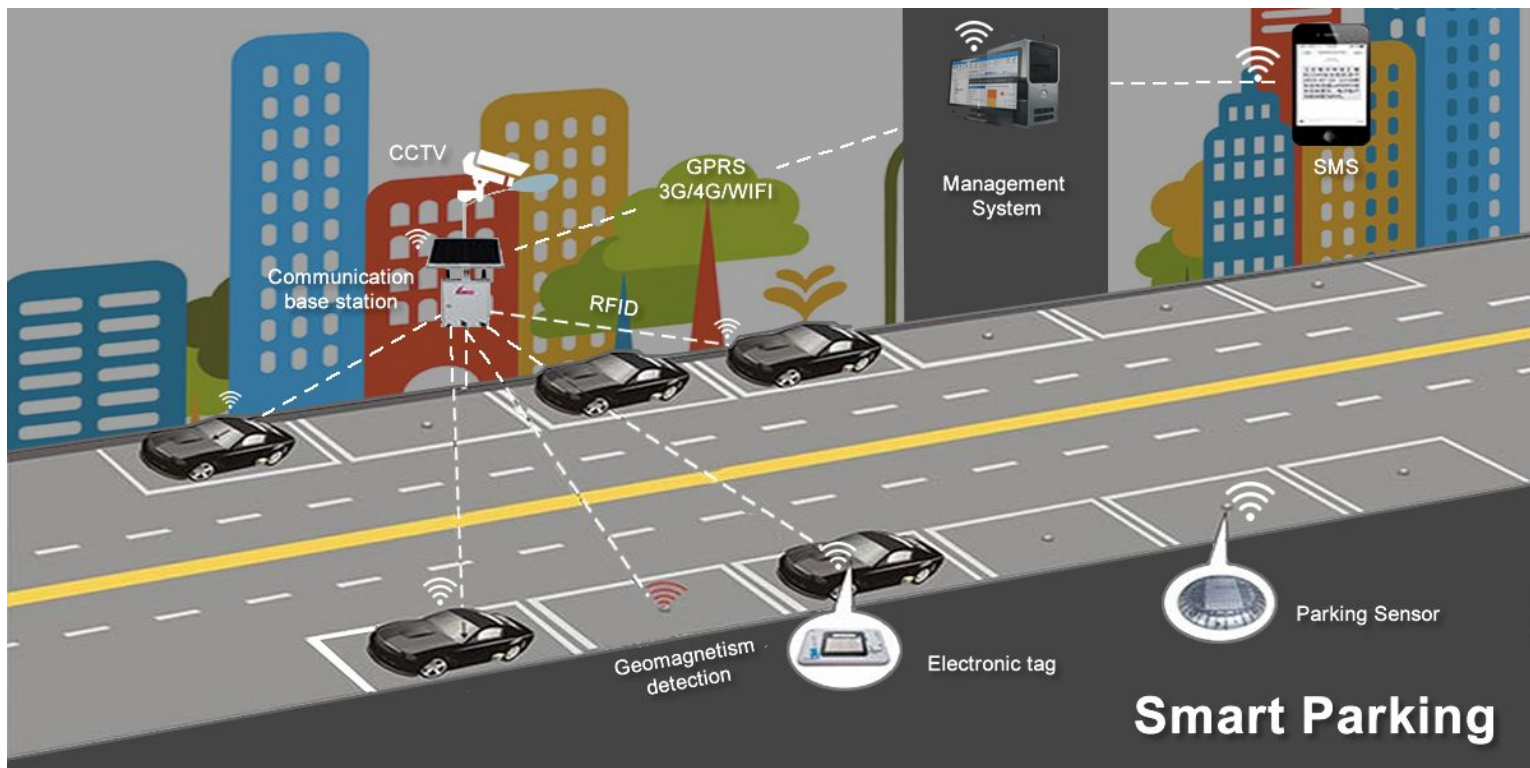 CCTV
GPRS
3G/4G/WIFI
Management
System
SMS
Communication
base station
RFID
Parking Sensor
Geomagnetism
detection
Electronic tag
Smart Parking